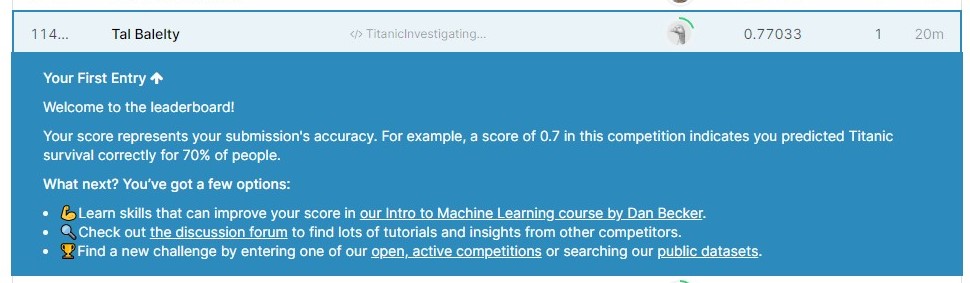 114... Tal Balelty </> TitanicInvestigating... 0.77033 1 20m
Your First Entry ↑
Welcome to the leaderboard!
Your score represents your submission's accuracy. For example, a score of 0.7 in this competition indicates you predicted Titanic
survival correctly for 70% of people.
What next? You've got a few options:
• 💪Learn skills that can improve your score in our Intro to Machine Learning course by Dan Becker.
• 🔍Check out the discussion forum to find lots of tutorials and insights from other competitors.
• 🏆Find a new challenge by entering one of our open, active competitions or searching our public datasets.